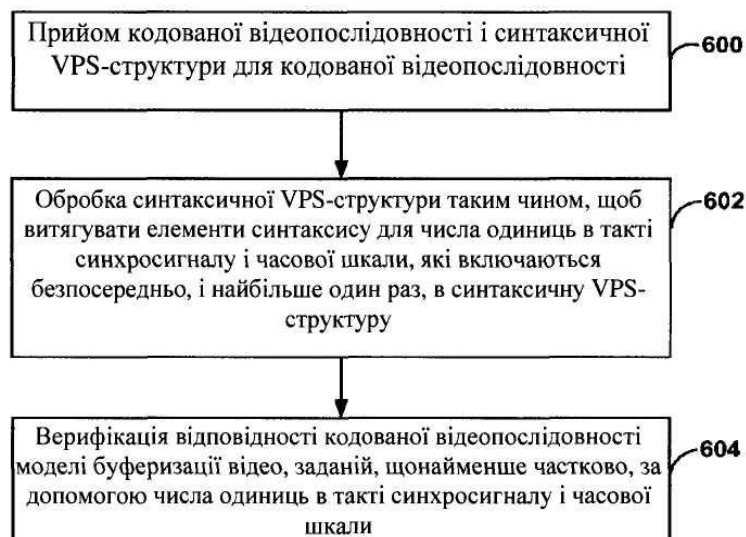 Прийом кодованої відеопослідовності і синтаксичної
VPS-структури для кодованої відеопослідовності
600
Обробка синтаксичної VPS-структури таким чином, щоб
витягувати елементи синтаксису для числа одиниць в такті
синхросигналу і часової шкали, які включаються
безпосередньо, і найбільше один раз, в синтаксичну VPS-
структуру
602
Верифікація відповідності кодованої відеопослідовності
моделі буферизації відео, заданій, щонайменше частково, за
допомогою числа одиниць в такті синхросигналу і часової
шкали
604